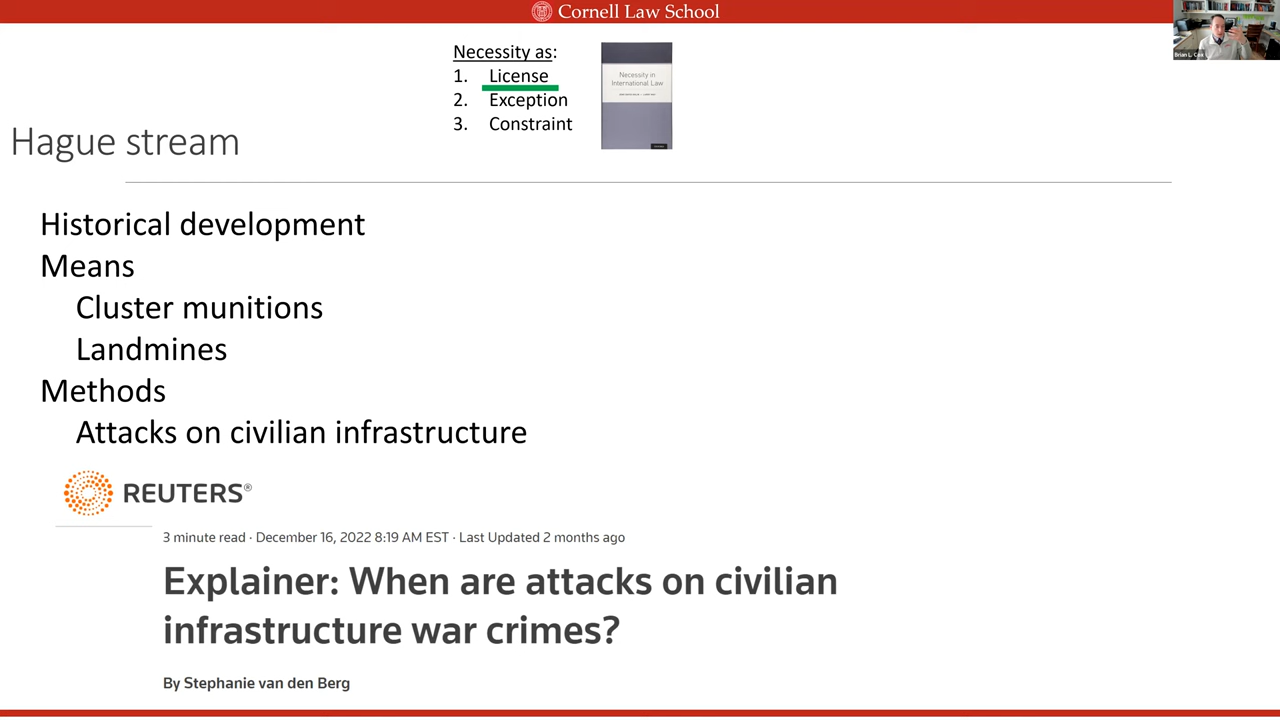 Cornell Law School
Necessity as:
1. License
2. Exception
3. Constraint
Necessity in
International Law
Hague stream
Historical development
Means
Cluster munitions
Landmines
Methods
Attacks on civilian infrastructure
REUTERS®
3 minute read · December 16, 2022 8:19 AM EST · Last Updated 2 months ago
Explainer: When are attacks on civilian
infrastructure war crimes?
By Stephanie van den Berg
Brian L. Cox